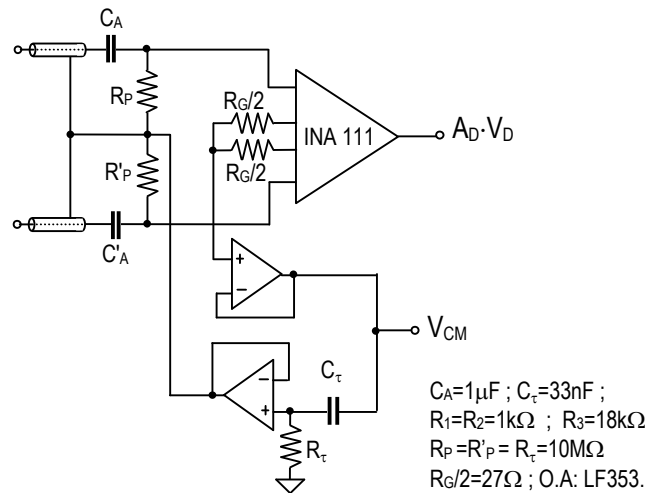 CA
RP
RG/2
INA 111
AD·VD
R'P
RG/2
C'A
+
−
VCM
Cτ
−
+
Rτ
CA=1μF ; Cτ=33nF ;
R1=R2=1kΩ ; R3=18kΩ
RP=R'P= Rτ=10MΩ
RG/2=27Ω ; O.A: LF353.